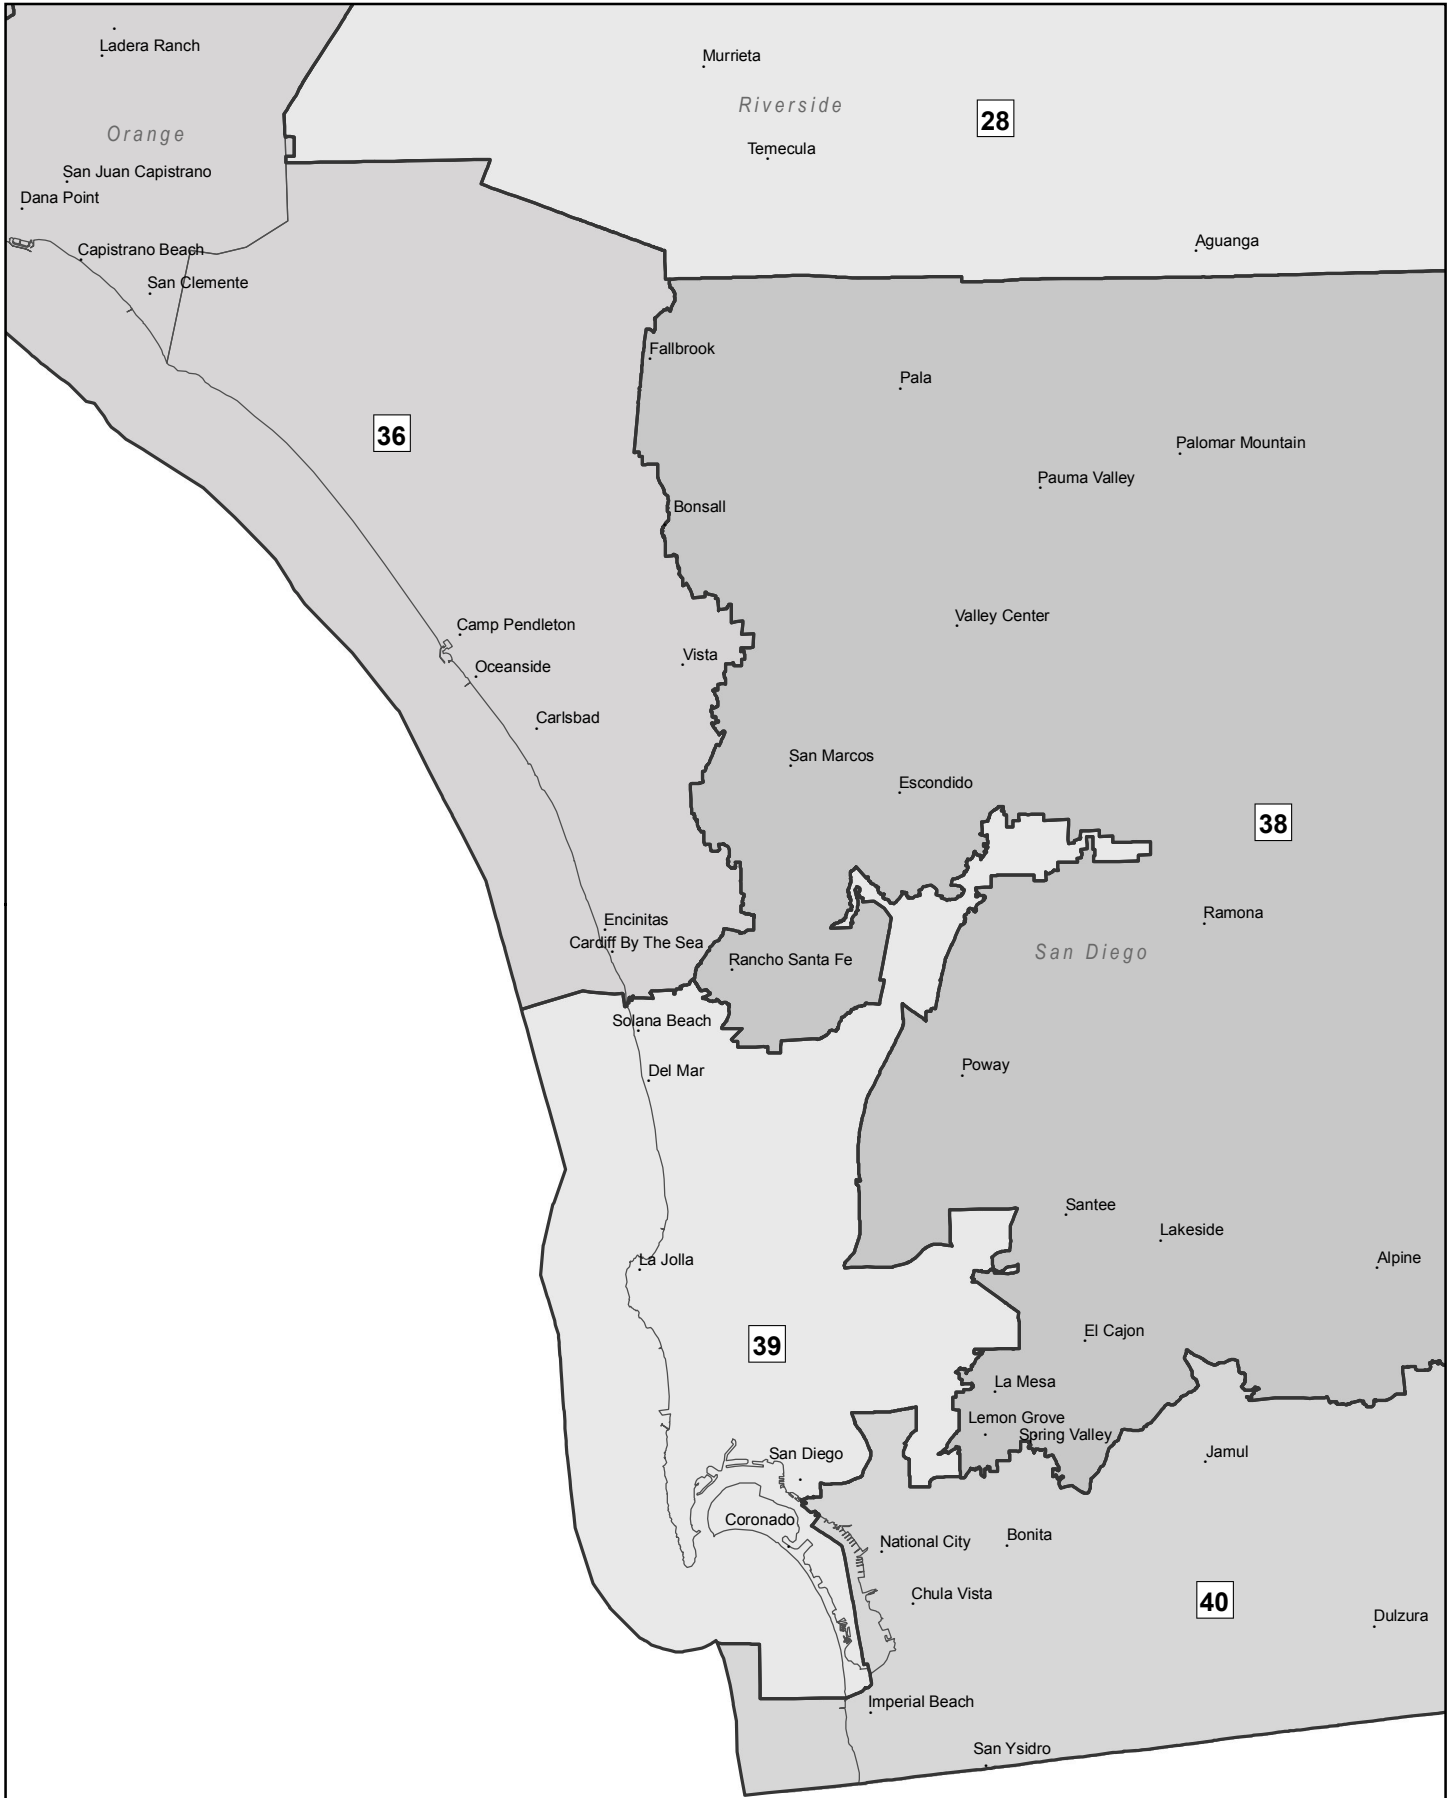 Ladera Ranch
Murrieta
Riverside
28
Orange
Temecula
San Juan Capistrano
Dana Point
Aguanga
Capistrano Beach
San Clemente
Fallbrook
Pala
36
Palomar Mountain
Pauma Valley
Bonsall
Valley Center
Camp Pendleton
Vista
Oceanside
Carlsbad
San Marcos
Escondido
38
Ramona
Encinitas
Cardiff By The Sea
San Diego
Rancho Santa Fe
Solana Beach
Poway
Del Mar
Santee
Lakeside
La Jolla
Alpine
El Cajon
39
La Mesa
Lemon Grove
Spring Valley
San Diego
Jamul
Coronado
Bonita
National City
Chula Vista
40
Dulzura
Imperial Beach
San Ysidro